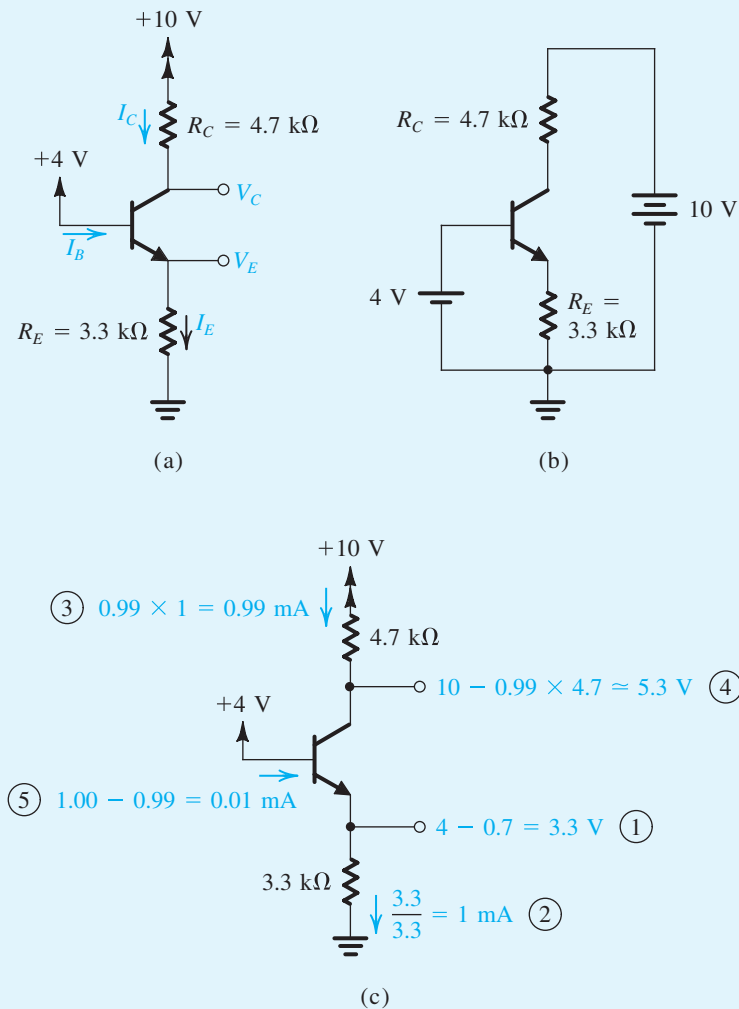 +10 V
I_C
R_C = 4.7 kΩ
+4 V
V_C
I_B
V_E
R_E = 3.3 kΩ
I_E
(a)
R_C = 4.7 kΩ
10 V
4 V
R_E =
3.3 kΩ
(b)
+10 V
③ 0.99 × 1 = 0.99 mA
4.7 kΩ
10 − 0.99 × 4.7 ≃ 5.3 V ④
+4 V
⑤ 1.00 − 0.99 = 0.01 mA
4 − 0.7 = 3.3 V ①
3.3 kΩ
3.3/3.3 = 1 mA ②
(c)